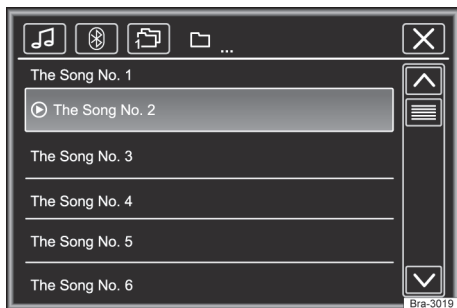 ...
The Song No. 1
The Song No. 2
The Song No. 3
The Song No. 4
The Song No. 5
The Song No. 6
Bra-3019